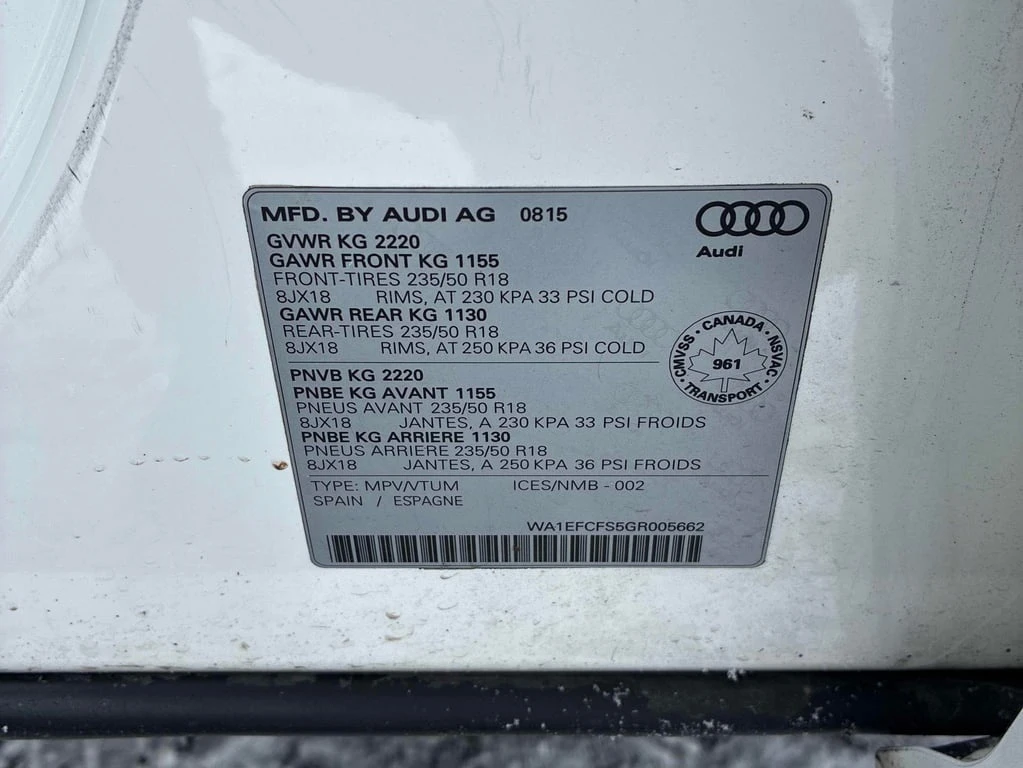 MFD. BY AUDI AG 0815
Audi
GVWR KG 2220
GAWR FRONT KG 1155
FRONT-TIRES 235/50 R18
8JX18 RIMS, AT 230 KPA 33 PSI COLD
GAWR REAR KG 1130
REAR-TIRES 235/50 R18
8JX18 RIMS, AT 250 KPA 36 PSI COLD
CMVSS · CANADA · NSVAC · TRANSPORT ·
961
PNVB KG 2220
PNBE KG AVANT 1155
PNEUS AVANT 235/50 R18
8JX18 JANTES, A 230 KPA 33 PSI FROIDS
PNBE KG ARRIERE 1130
PNEUS ARRIERE 235/50 R18
8JX18 JANTES, A 250 KPA 36 PSI FROIDS
TYPE: MPV/VTUM ICES/NMB - 002
SPAIN / ESPAGNE
WA1EFCFS5GR005662